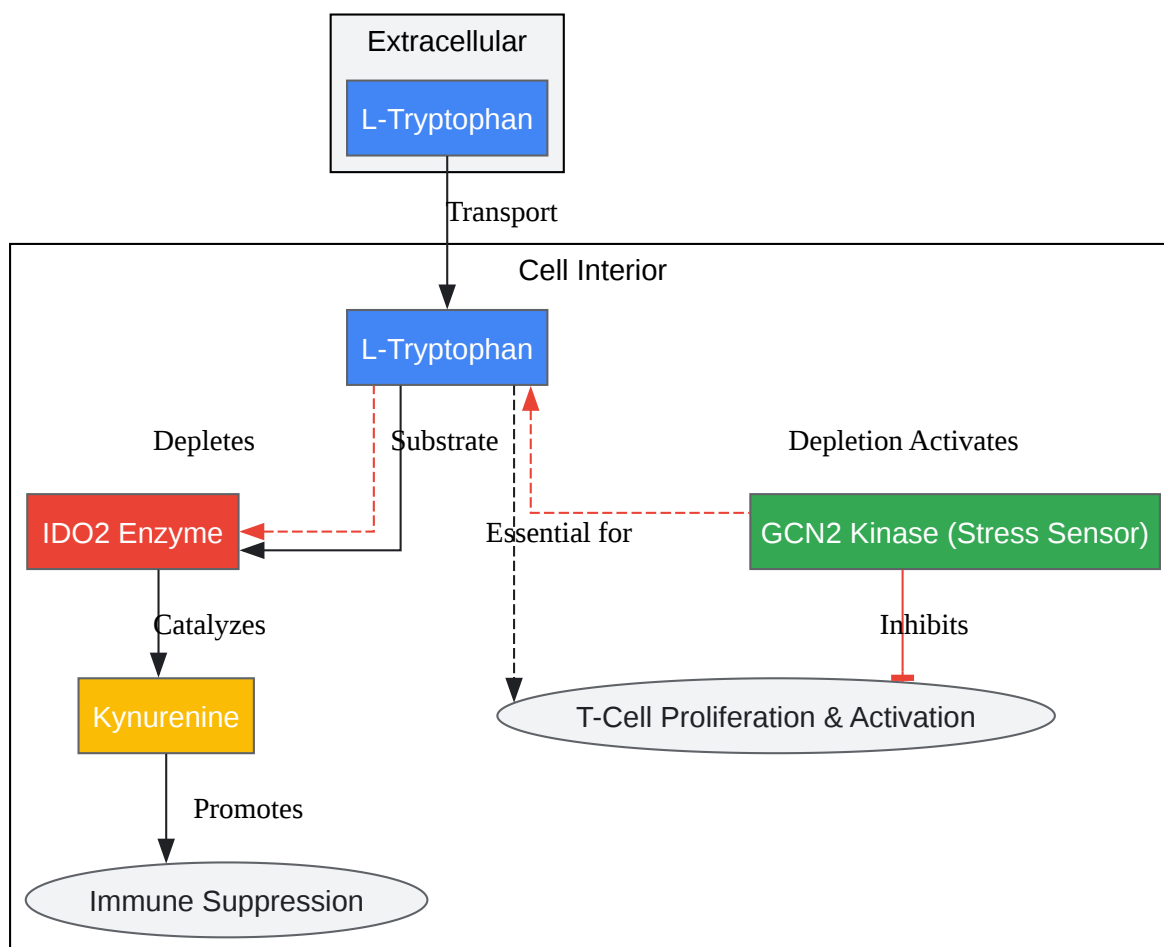 Extracellular
L-Tryptophan
Transport
Cell Interior
L-Tryptophan
Depletes
Substrate
Depletion Activates
IDO2 Enzyme
Essential for
GCN2 Kinase (Stress Sensor)
Catalyzes
Inhibits
Kynurenine
T-Cell Proliferation & Activation
Promotes
Immune Suppression